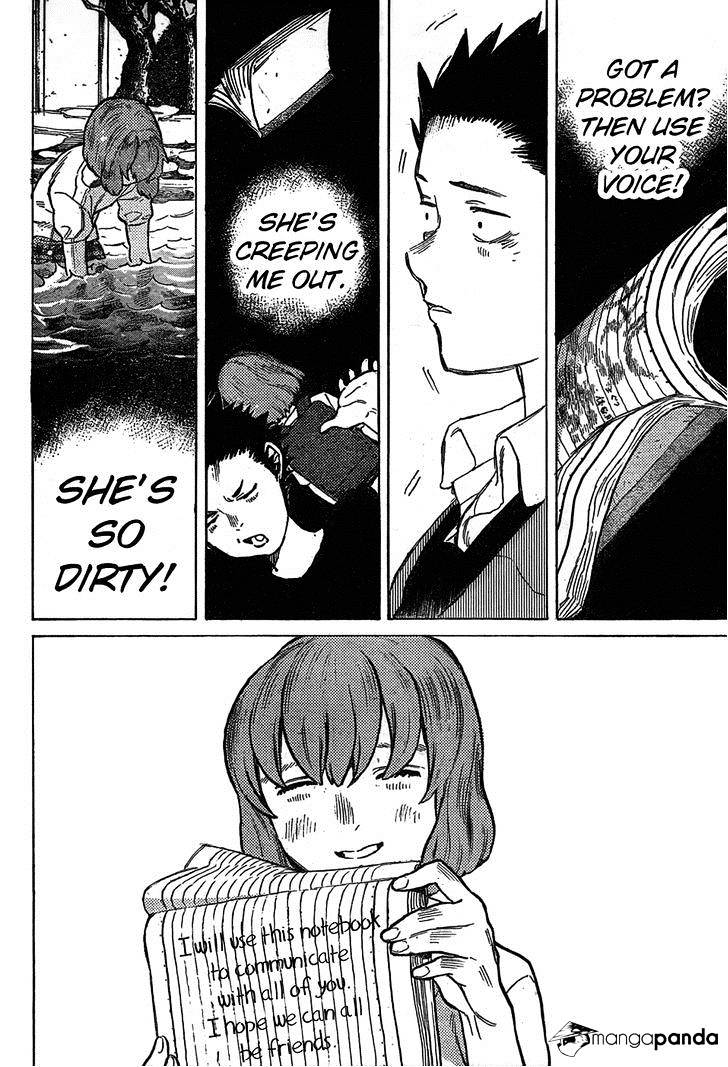 GOT A
PROBLEM?
THEN USE
YOUR
VOICE!
SHE'S
CREEPING
ME OUT.
SHE'S
SO
DIRTY!
I will use this notebook
to communicate
with all of you.
I hope we can all
be friends.
mangapanda